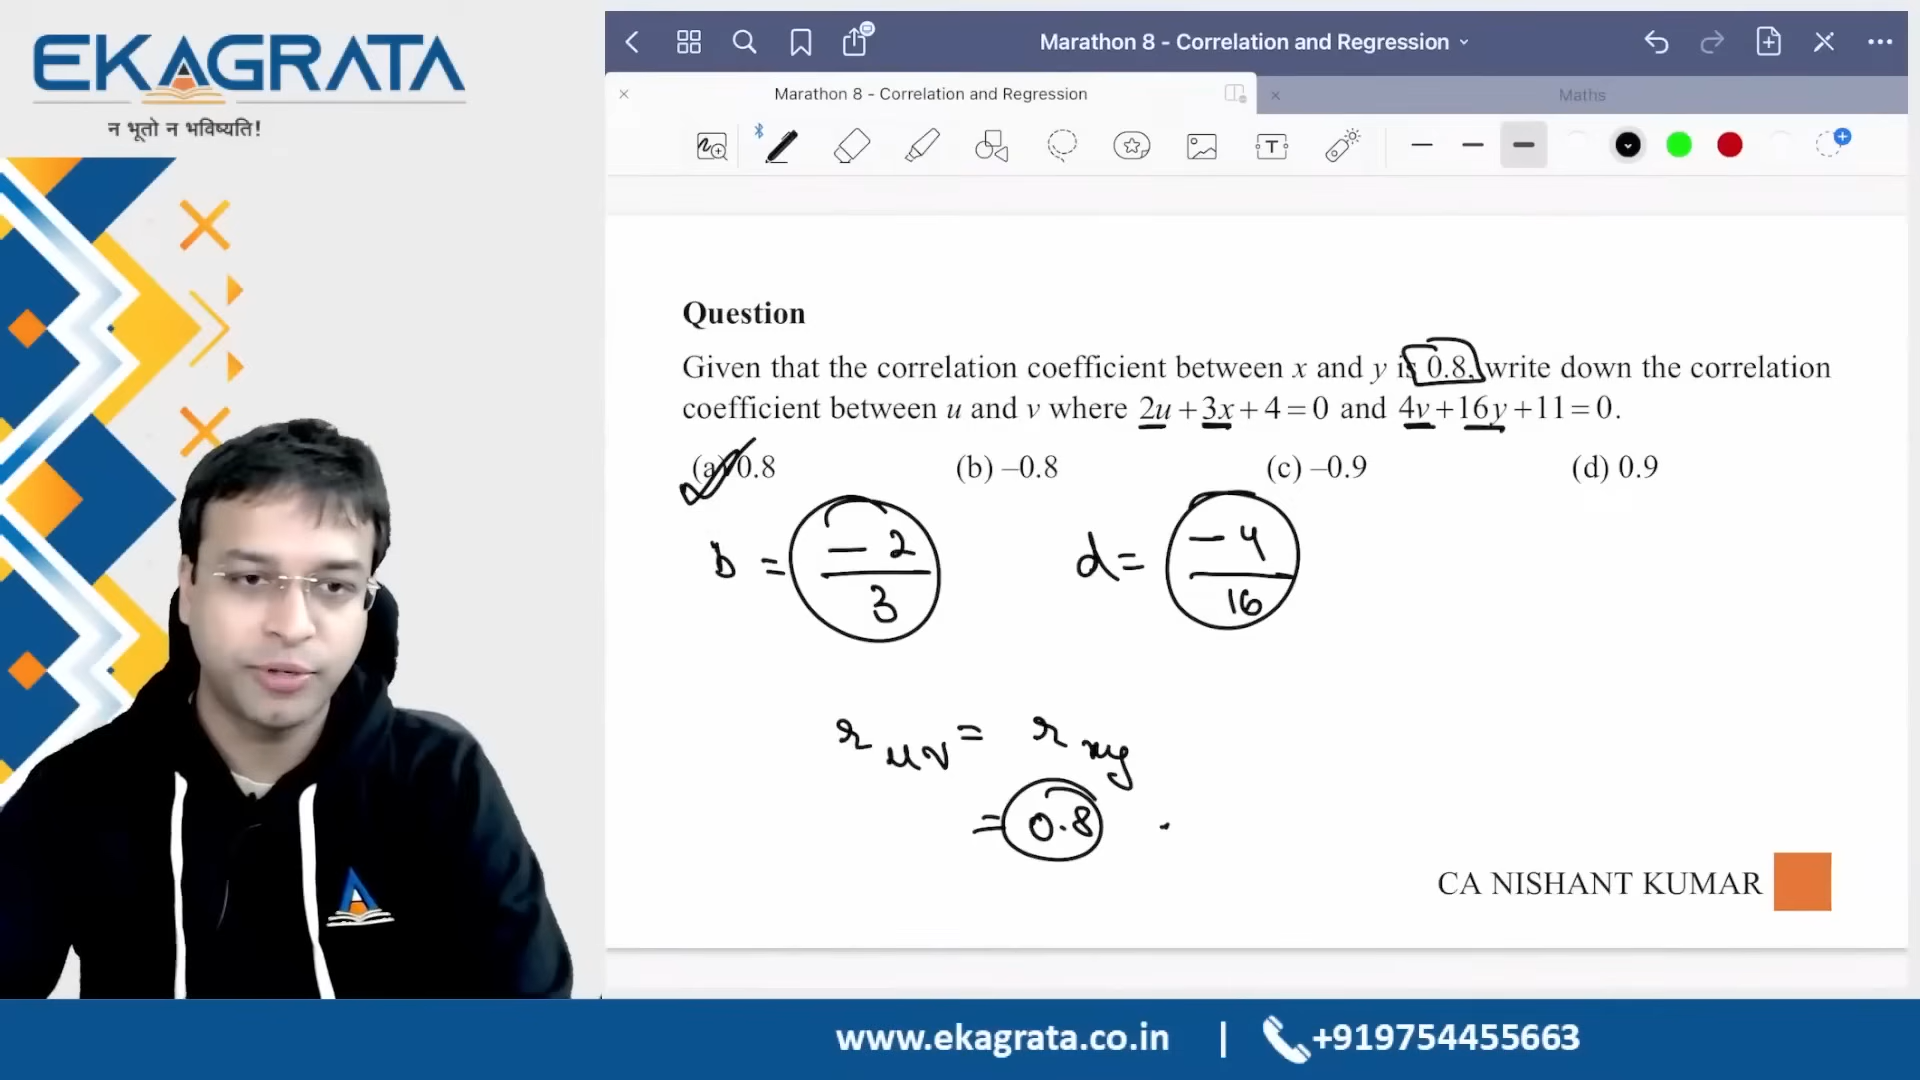 EKAGRATA
न भूतो न भविष्यति!
Marathon 8 - Correlation and Regression
Marathon 8 - Correlation and Regression
Maths
Question
Given that the correlation coefficient between x and y is 0.8, write down the correlation
coefficient between u and v where 2u + 3x + 4 = 0 and 4v + 16y + 11 = 0.
(a) 0.8 (b) –0.8 (c) –0.9 (d) 0.9
b = -2/3 d = -4/16
r uv = r xy
= 0.8
CA NISHANT KUMAR
www.ekagrata.co.in | +919754455663